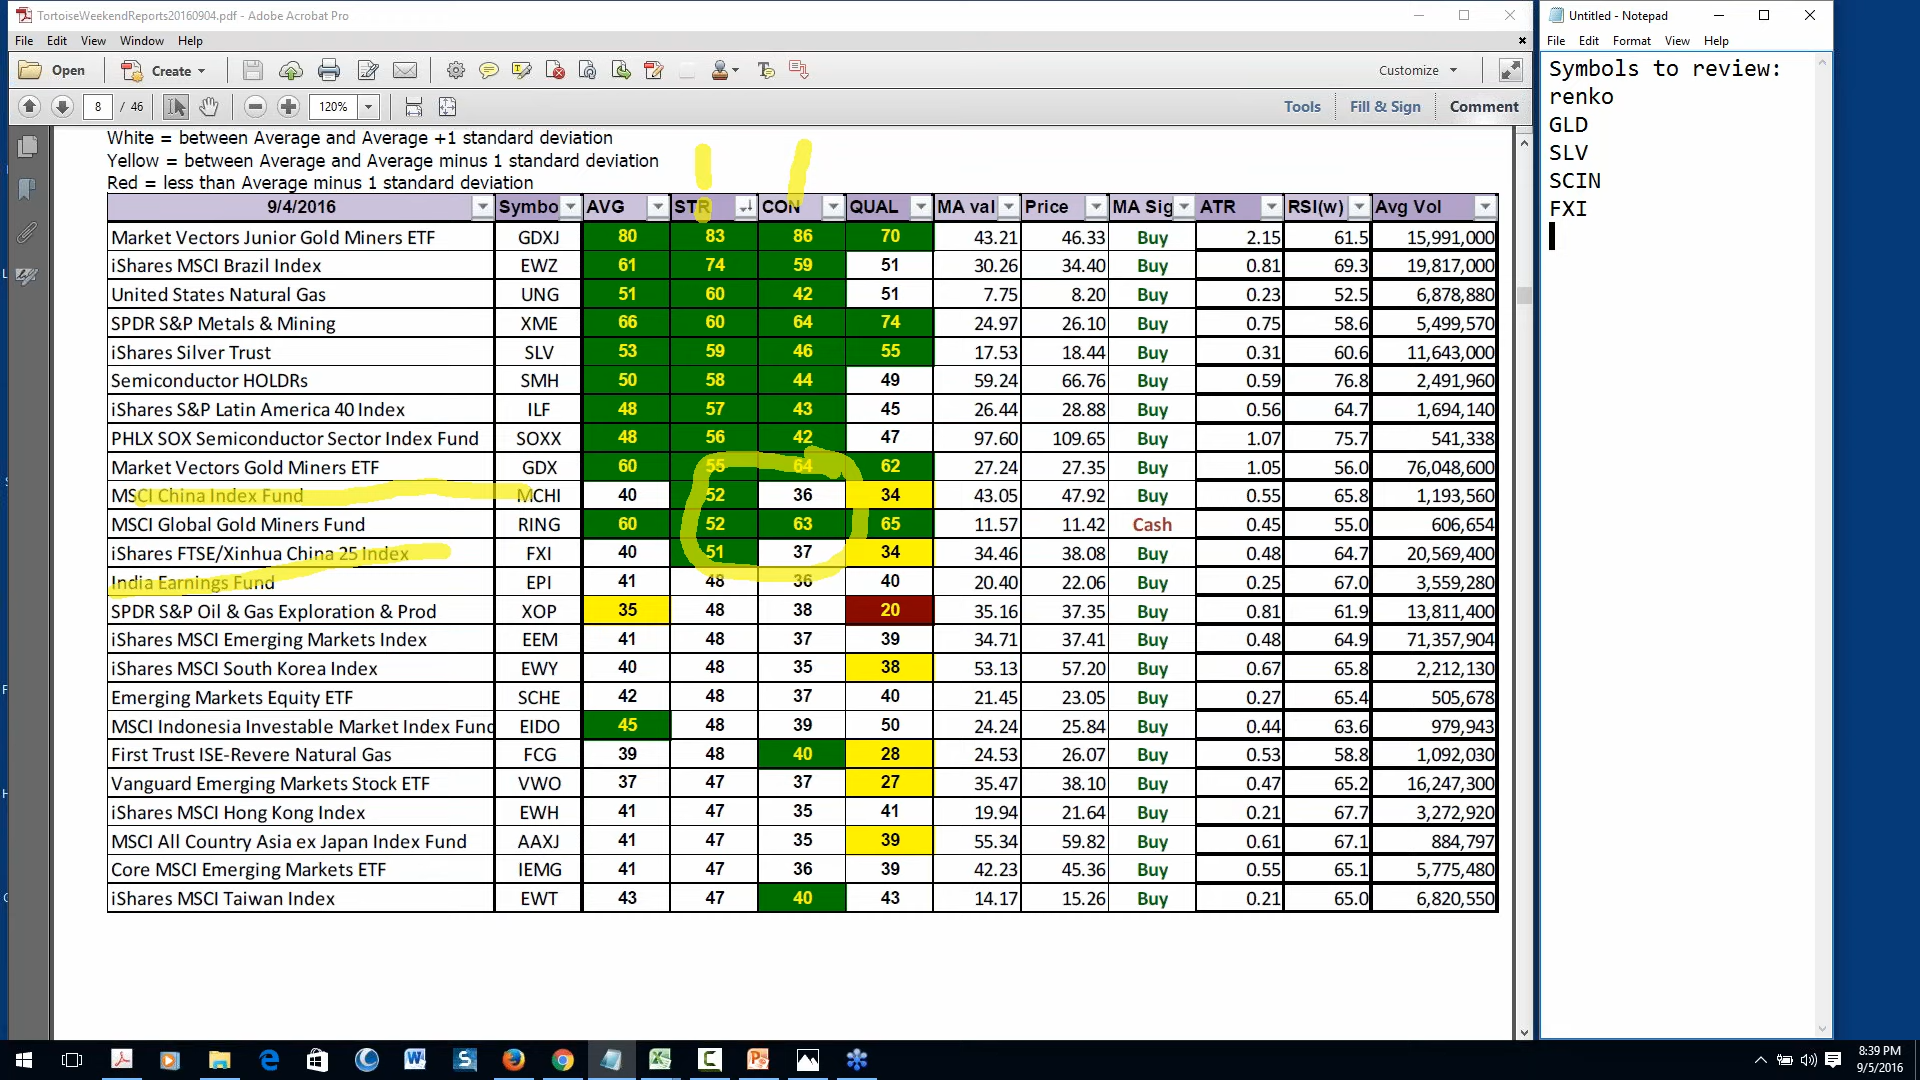 TortoiseWeekendReports20160904.pdf - Adobe Acrobat Pro
File Edit View Window Help
Open Create Customize
8 / 46 120% Tools Fill & Sign Comment
White = between Average and Average +1 standard deviation
Yellow = between Average and Average minus 1 standard deviation
Red = less than Average minus 1 standard deviation
9/4/2016 Symbo AVG STR CON QUAL MA val Price MA Sig ATR RSI(w) Avg Vol
Market Vectors Junior Gold Miners ETF GDXJ 80 83 86 70 43.21 46.33 Buy 2.15 61.5 15,991,000
iShares MSCI Brazil Index EWZ 61 74 59 51 30.26 34.40 Buy 0.81 69.3 19,817,000
United States Natural Gas UNG 51 60 42 51 7.75 8.20 Buy 0.23 52.5 6,878,880
SPDR S&P Metals & Mining XME 66 60 64 74 24.97 26.10 Buy 0.75 58.6 5,499,570
iShares Silver Trust SLV 53 59 46 55 17.53 18.44 Buy 0.31 60.6 11,643,000
Semiconductor HOLDRs SMH 50 58 44 49 59.24 66.76 Buy 0.59 76.8 2,491,960
iShares S&P Latin America 40 Index ILF 48 57 43 45 26.44 28.88 Buy 0.56 64.7 1,694,140
PHLX SOX Semiconductor Sector Index Fund SOXX 48 56 42 47 97.60 109.65 Buy 1.07 75.7 541,338
Market Vectors Gold Miners ETF GDX 60 55 64 62 27.24 27.35 Buy 1.05 56.0 76,048,600
MSCI China Index Fund MCHI 40 52 36 34 43.05 47.92 Buy 0.55 65.8 1,193,560
MSCI Global Gold Miners Fund RING 60 52 63 65 11.57 11.42 Cash 0.45 55.0 606,654
iShares FTSE/Xinhua China 25 Index FXI 40 51 37 34 34.46 38.08 Buy 0.48 64.7 20,569,400
India Earnings Fund EPI 41 48 36 40 20.40 22.06 Buy 0.25 67.0 3,559,280
SPDR S&P Oil & Gas Exploration & Prod XOP 35 48 38 20 35.16 37.35 Buy 0.81 61.9 13,811,400
iShares MSCI Emerging Markets Index EEM 41 48 37 39 34.71 37.41 Buy 0.48 64.9 71,357,904
iShares MSCI South Korea Index EWY 40 48 35 38 53.13 57.20 Buy 0.67 65.8 2,212,130
Emerging Markets Equity ETF SCHE 42 48 37 40 21.45 23.05 Buy 0.27 65.4 505,678
MSCI Indonesia Investable Market Index Fund EIDO 45 48 39 50 24.24 25.84 Buy 0.44 63.6 979,943
First Trust ISE-Revere Natural Gas FCG 39 48 40 28 24.53 26.07 Buy 0.53 58.8 1,092,030
Vanguard Emerging Markets Stock ETF VWO 37 47 37 27 35.47 38.10 Buy 0.47 65.2 16,247,300
iShares MSCI Hong Kong Index EWH 41 47 35 41 19.94 21.64 Buy 0.21 67.7 3,272,920
MSCI All Country Asia ex Japan Index Fund AAXJ 41 47 35 39 55.34 59.82 Buy 0.61 67.1 884,797
Core MSCI Emerging Markets ETF IEMG 41 47 36 39 42.23 45.36 Buy 0.55 65.1 5,775,480
iShares MSCI Taiwan Index EWT 43 47 40 43 14.17 15.26 Buy 0.21 65.0 6,820,550
Untitled - Notepad
File Edit Format View Help
Symbols to review:
renko
GLD
SLV
SCIN
FXI
8:39 PM
9/5/2016